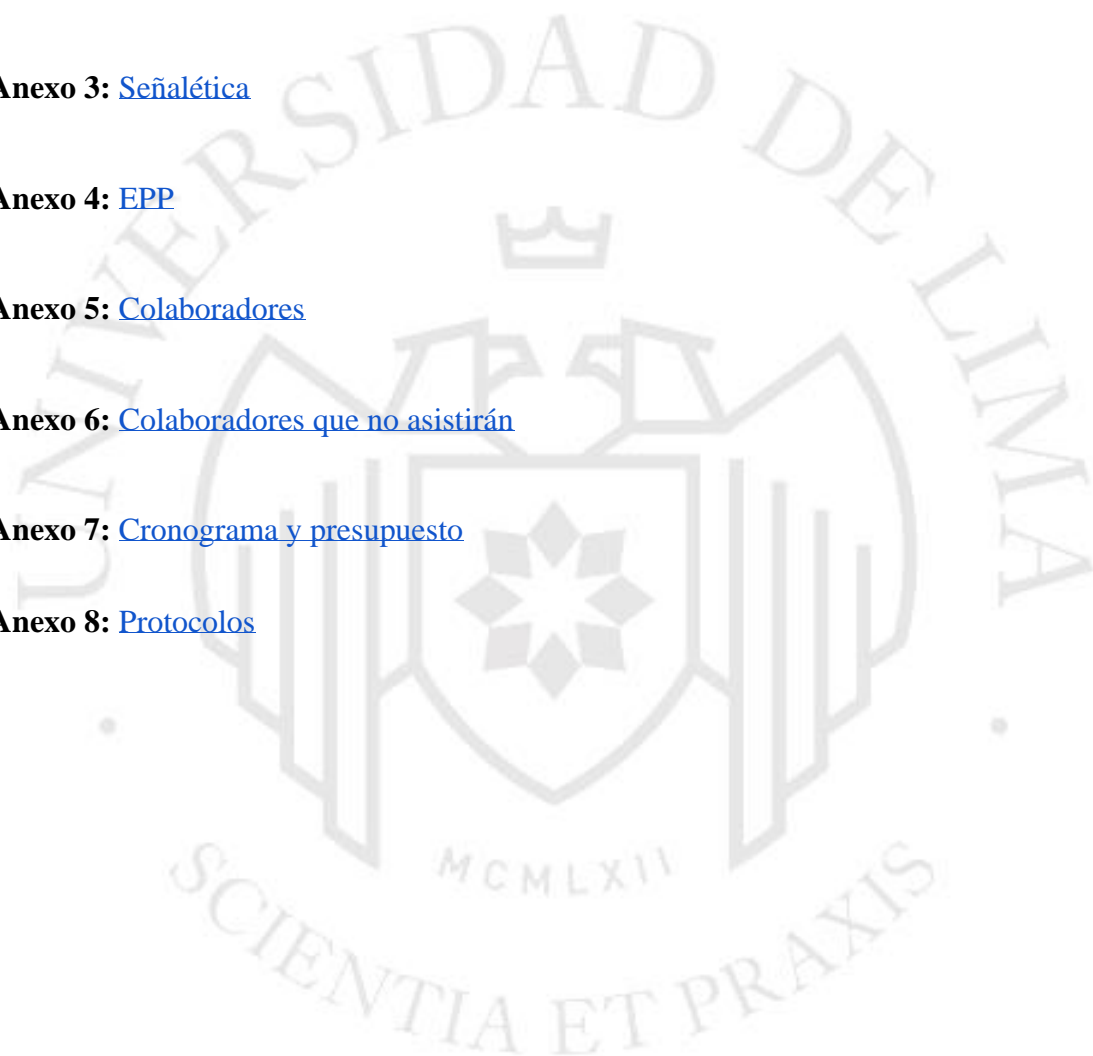 UNIVERSIDAD DE LIMA
Anexo 3: Señalética
Anexo 4: EPP
Anexo 5: Colaboradores
Anexo 6: Colaboradores que no asistirán
Anexo 7: Cronograma y presupuesto
Anexo 8: Protocolos
MCMLXII
SCIENTIA ET PRAXIS